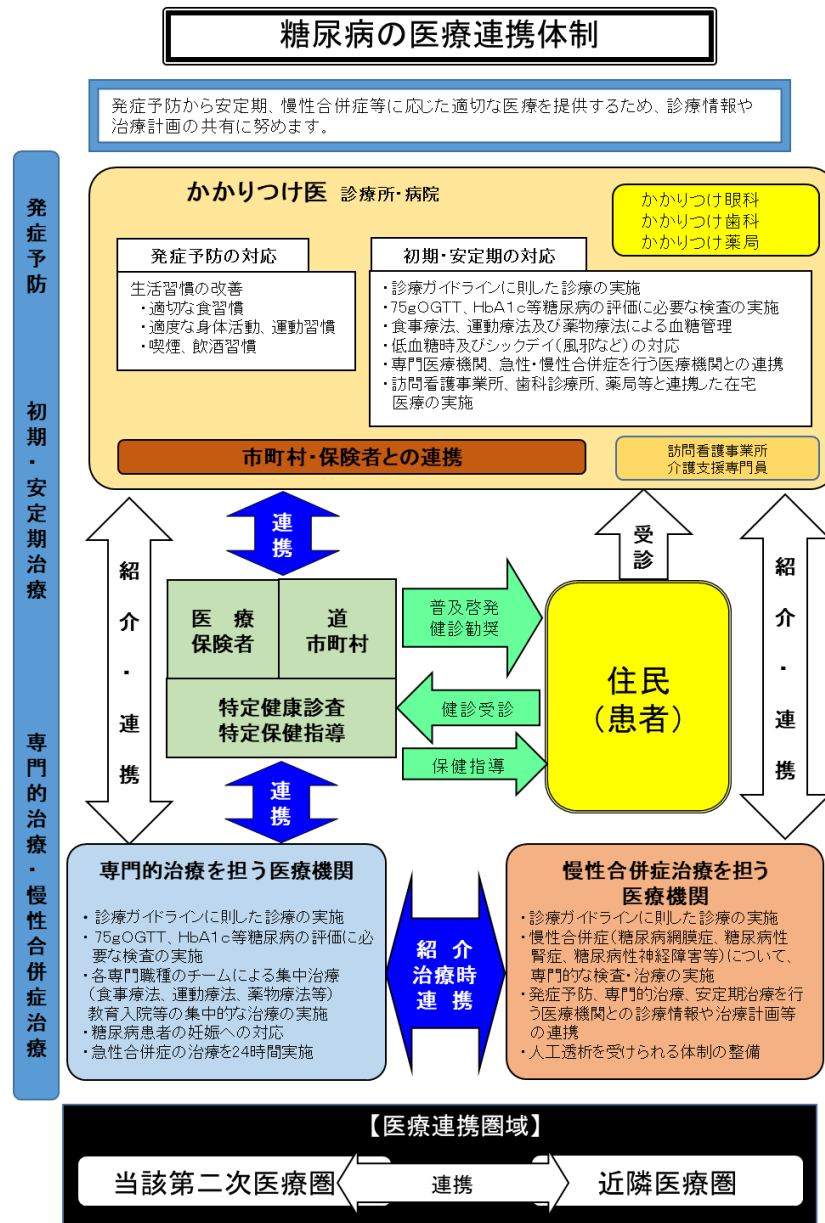 糖尿病の医療連携体制
発症予防から安定期、慢性合併症等に応じた適切な医療を提供するため、診療情報や
治療計画の共有に努めます。
発症予防
初期・安定期治療
専門的治療・慢性合併症治療
かかりつけ医 診療所・病院
かかりつけ眼科
かかりつけ歯科
かかりつけ薬局
発症予防の対応
生活習慣の改善
・適切な食習慣
・適度な身体活動、運動習慣
・喫煙、飲酒習慣
初期・安定期の対応
・診療ガイドラインに則した診療の実施
・75gOGTT、HbA1c等糖尿病の評価に必要な検査の実施
・食事療法、運動療法及び薬物療法による血糖管理
・低血糖時及びシックデイ(風邪など)の対応
・専門医療機関、急性・慢性合併症を行う医療機関との連携
・訪問看護事業所、歯科診療所、薬局等と連携した在宅
医療の実施
市町村・保険者との連携
訪問看護事業所
介護支援専門員
紹介・連携
連携
受診
紹介・連携
医療
保険者
道
市町村
特定健康診査
特定保健指導
普及啓発
健診勧奨
健診受診
保健指導
住民
(患者)
連携
専門的治療を担う医療機関
・診療ガイドラインに則した診療の実施
・75gOGTT、HbA1c等糖尿病の評価に必
要な検査の実施
・各専門職種のチームによる集中治療
(食事療法、運動療法、薬物療法等)
教育入院等の集中的な治療の実施
・糖尿病患者の妊娠への対応
・急性合併症の治療を24時間実施
紹介
治療時
連携
慢性合併症治療を担う
医療機関
・診療ガイドラインに則した診療の実施
・慢性合併症(糖尿病網膜症、糖尿病性
腎症、糖尿病性神経障害等)について、
専門的な検査・治療の実施
・発症予防、専門的治療、安定期治療を行
う医療機関との診療情報や治療計画等
の連携
・人工透析を受けられる体制の整備
【医療連携圏域】
当該第二次医療圏
連携
近隣医療圏